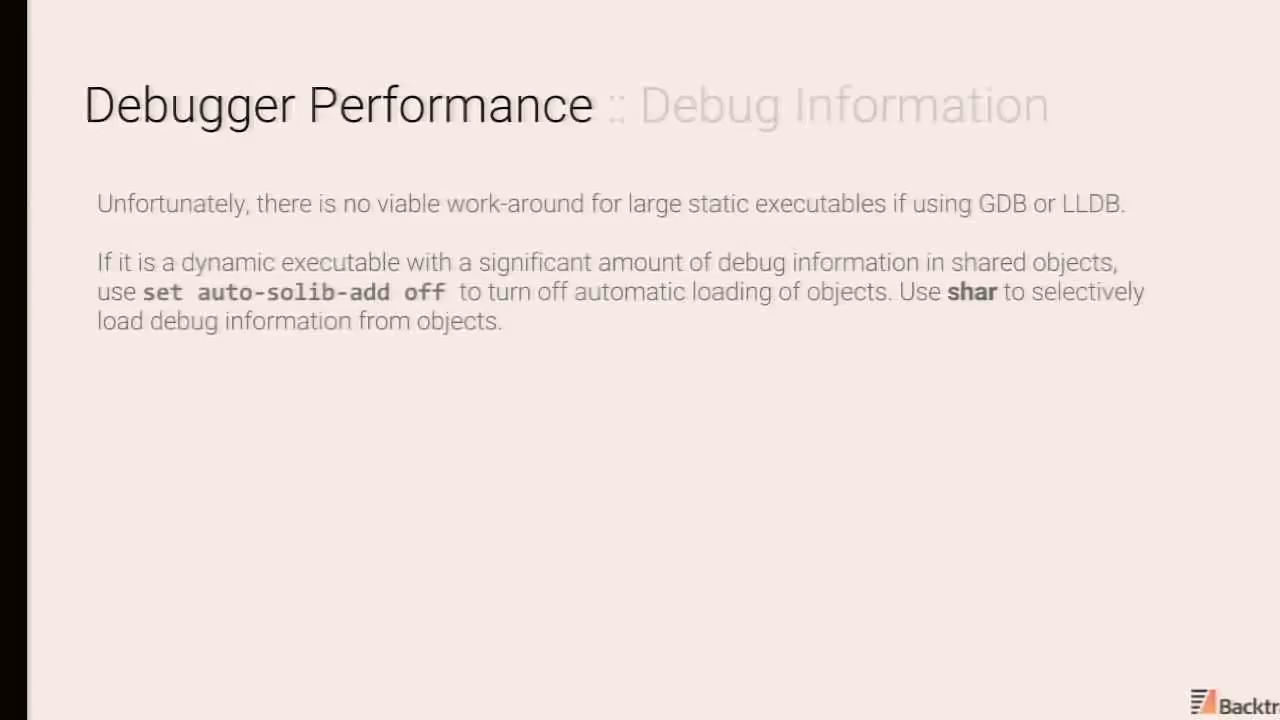 Debugger Performance :: Debug Information
Unfortunately, there is no viable work-around for large static executables if using GDB or LLDB.
If it is a dynamic executable with a significant amount of debug information in shared objects,
use set auto-solib-add off to turn off automatic loading of objects. Use shar to selectively
load debug information from objects.
Backtr